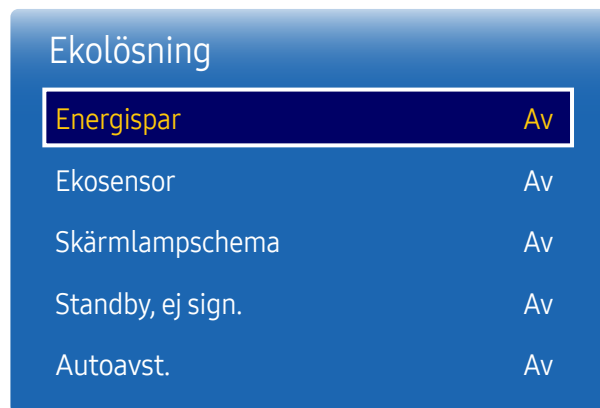 Ekolösning
Energispar Av
Ekosensor Av
Skärmlampschema Av
Standby, ej sign. Av
Autoavst. Av